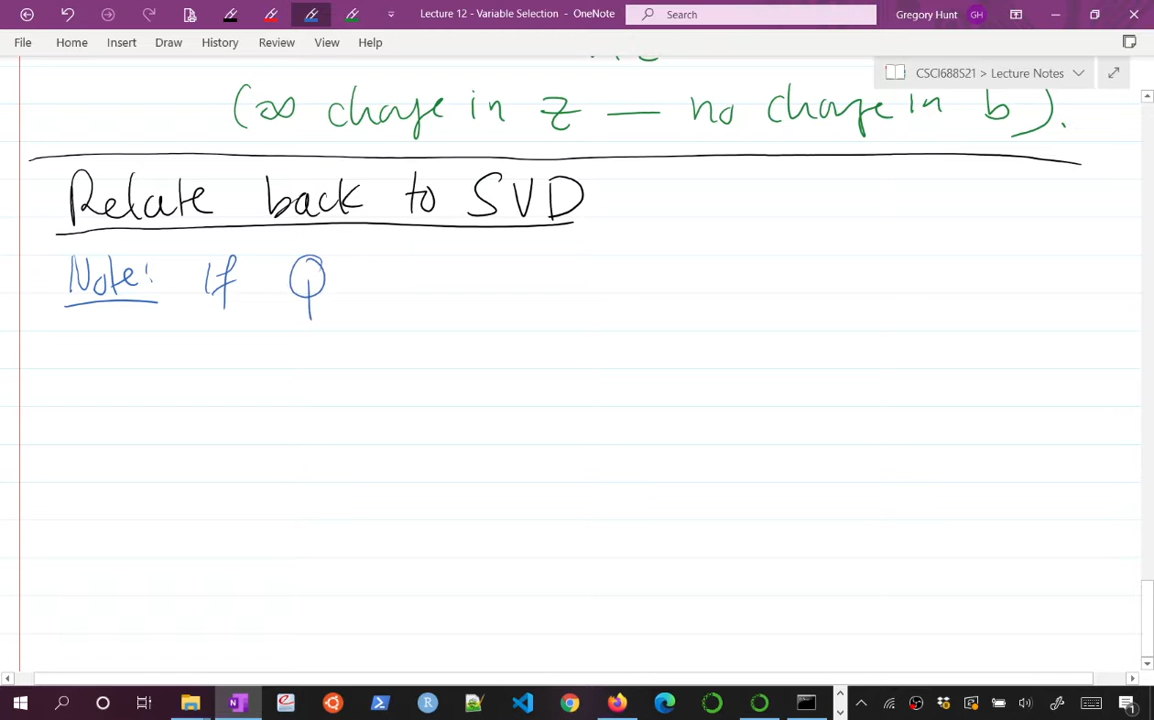 Lecture 12 - Variable Selection - OneNote
Search
Gregory Hunt GH
File Home Insert Draw History Review View Help
CSCI688S21 > Lecture Notes
(∞ change in z — no change in b).
Relate back to SVD
Note: If Q